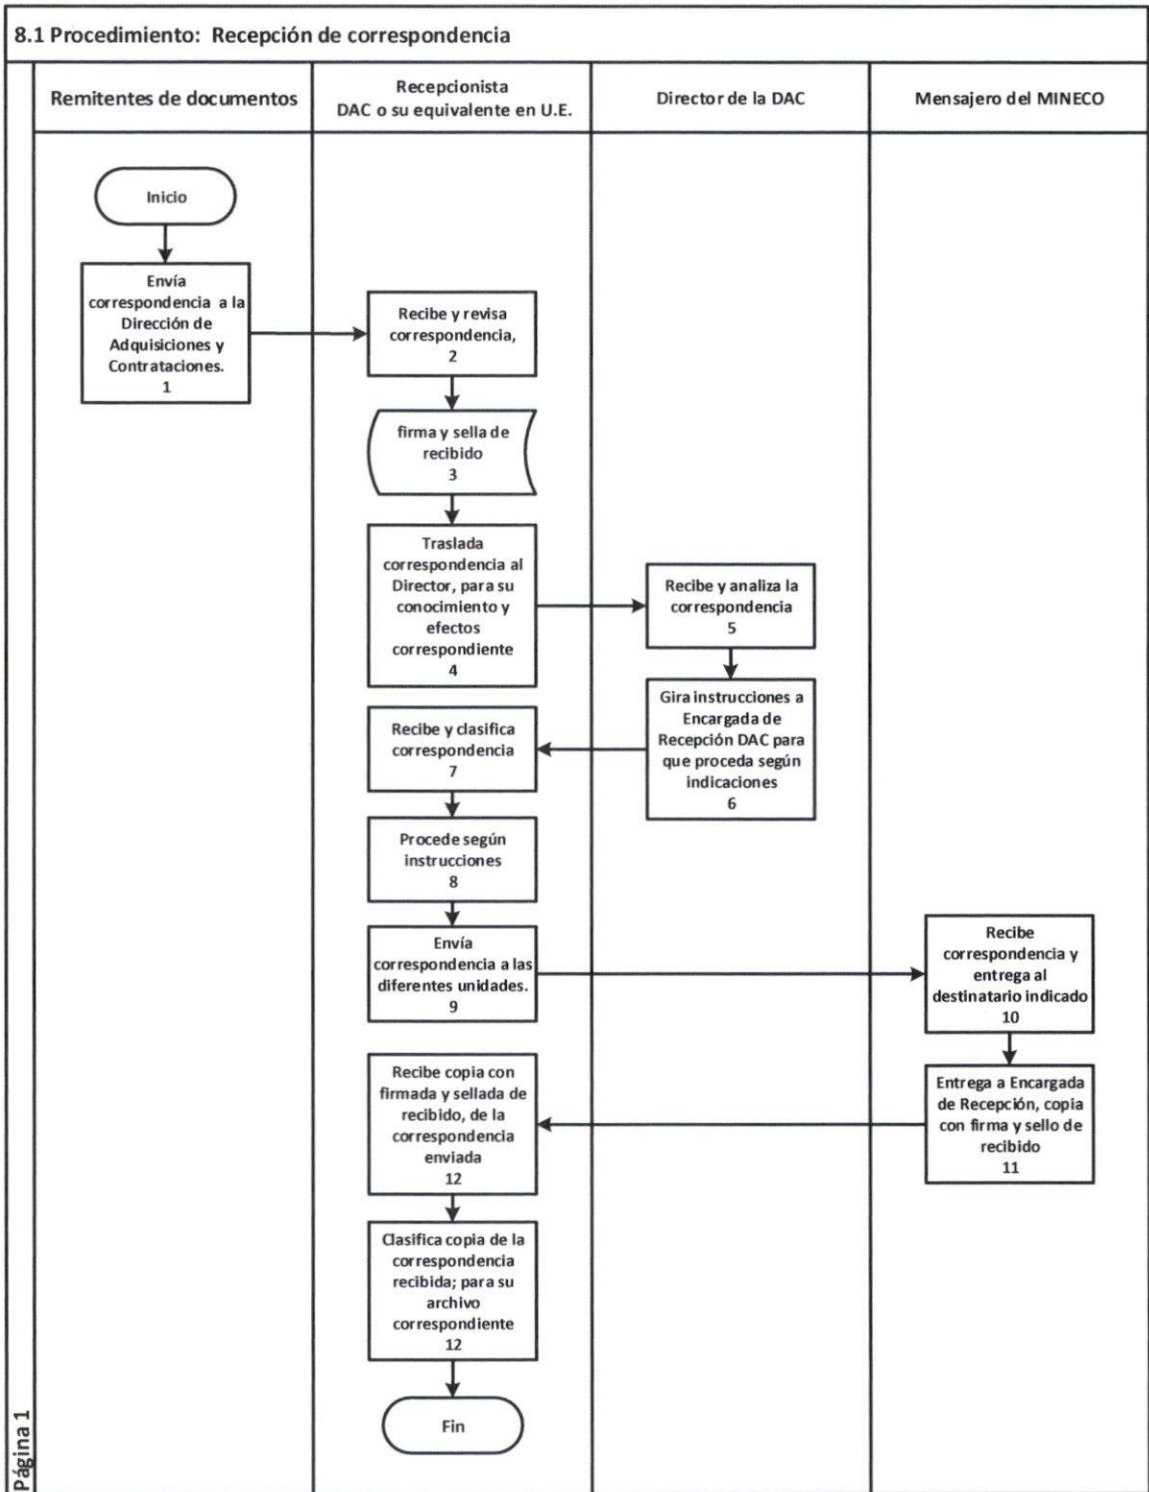 8.1 Procedimiento: Recepción de correspondencia
Remitentes de documentos
Recepcionista
DAC o su equivalente en U.E.
Director de la DAC
Mensajero del MINECO
Inicio
Envía
correspondencia a la
Dirección de
Adquisiciones y
Contrataciones.
1
Recibe y revisa
correspondencia,
2
firma y sella de
recibido
3
Traslada
correspondencia al
Director, para su
conocimiento y
efectos
correspondiente
4
Recibe y analiza la
correspondencia
5
Gira instrucciones a
Encargada de
Recepción DAC para
que proceda según
indicaciones
6
Recibe y clasifica
correspondencia
7
Procede según
instrucciones
8
Envía
correspondencia a las
diferentes unidades.
9
Recibe
correspondencia y
entrega al
destinatario indicado
10
Entrega a Encargada
de Recepción, copia
con firma y sello de
recibido
11
Recibe copia con
firmada y sellada de
recibido, de la
correspondencia
enviada
12
Clasifica copia de la
correspondencia
recibida; para su
archivo
correspondiente
12
Fin
Página 1